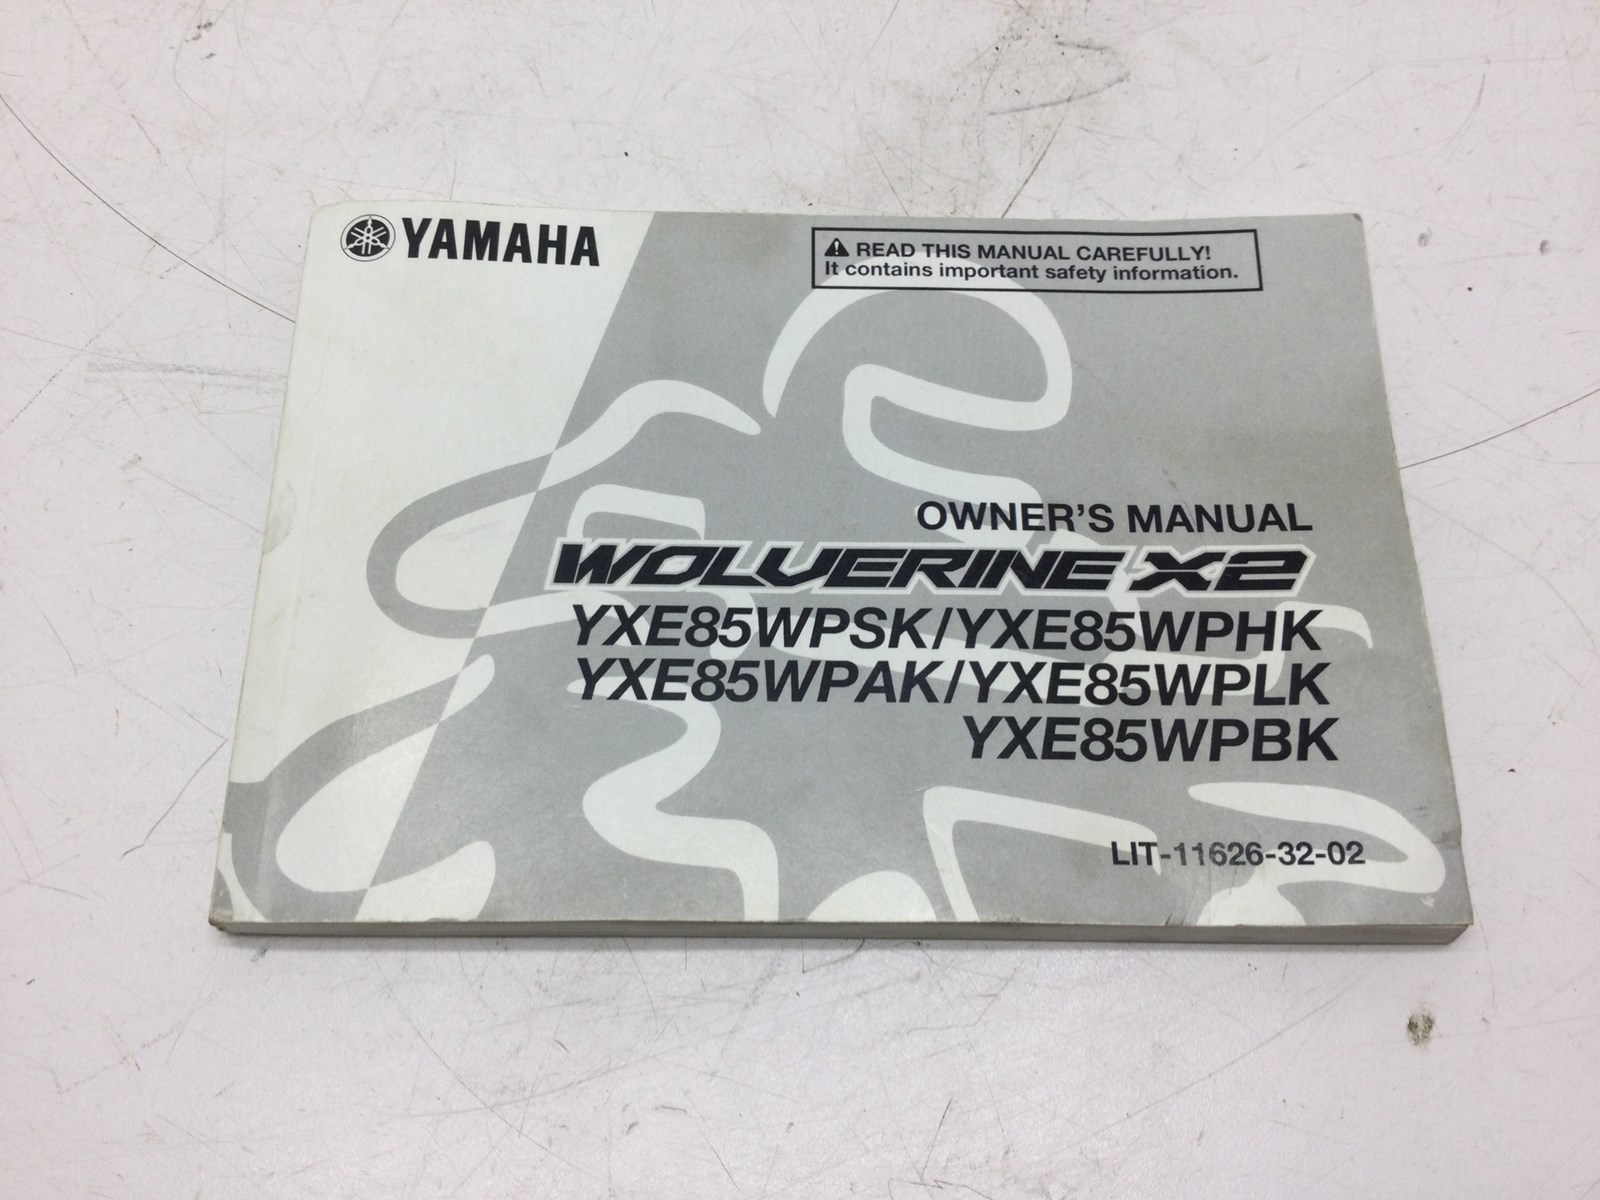 YAMAHA
⚠ READ THIS MANUAL CAREFULLY!
It contains important safety information.
OWNER'S MANUAL
WOLVERINE X2
YXE85WPSK/YXE85WPHK
YXE85WPAK/YXE85WPLK
YXE85WPBK
LIT-11626-32-02